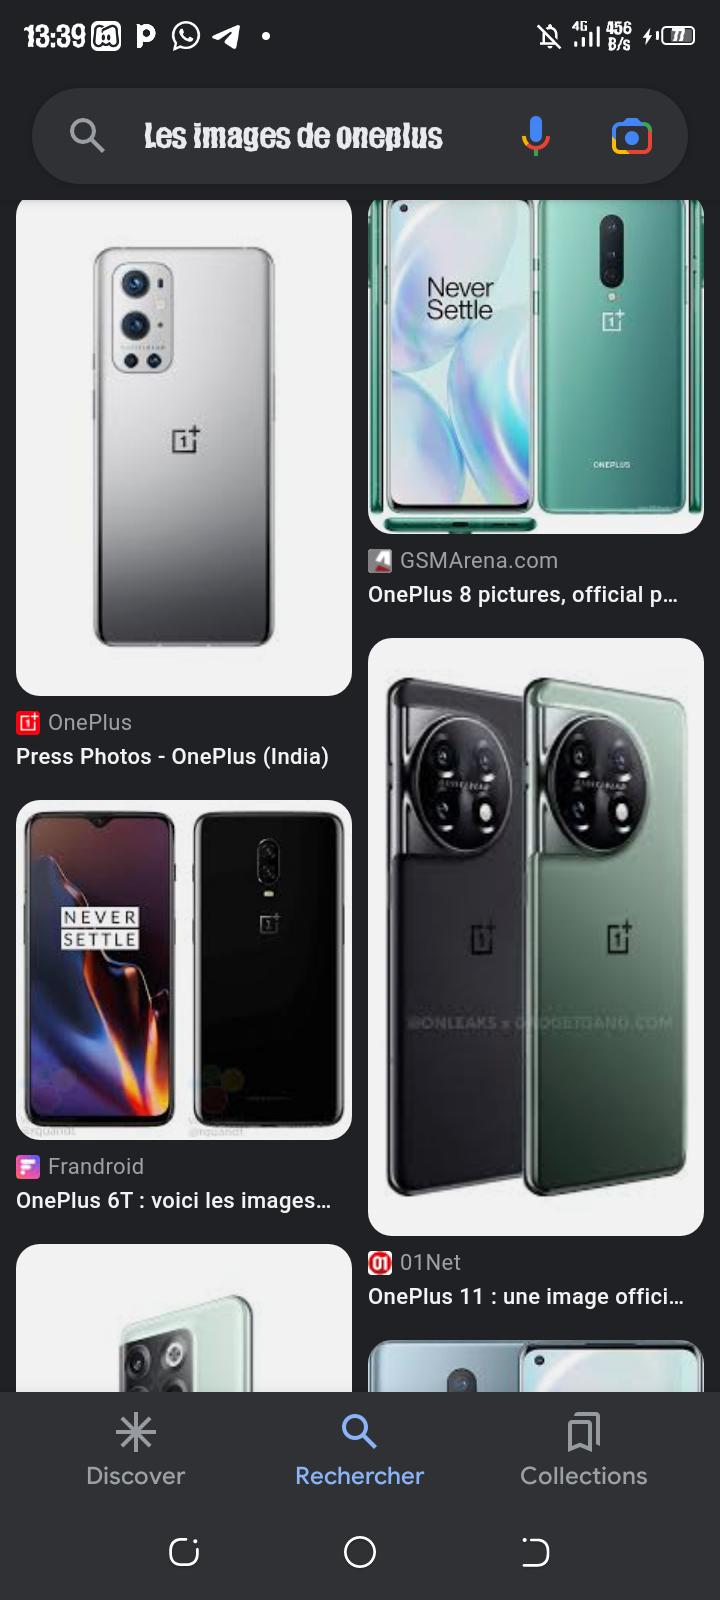 13:39
4G 456 B/s 77
Les images de oneplus
Never
Settle
ONEPLUS
GSMArena.com
OnePlus 8 pictures, official p...
OnePlus
Press Photos - OnePlus (India)
NEVER
SETTLE
@ONLEAKS x GADGETGANG.COM
@rquandt
Frandroid
OnePlus 6T : voici les images...
01Net
OnePlus 11 : une image offici...
Discover
Rechercher
Collections